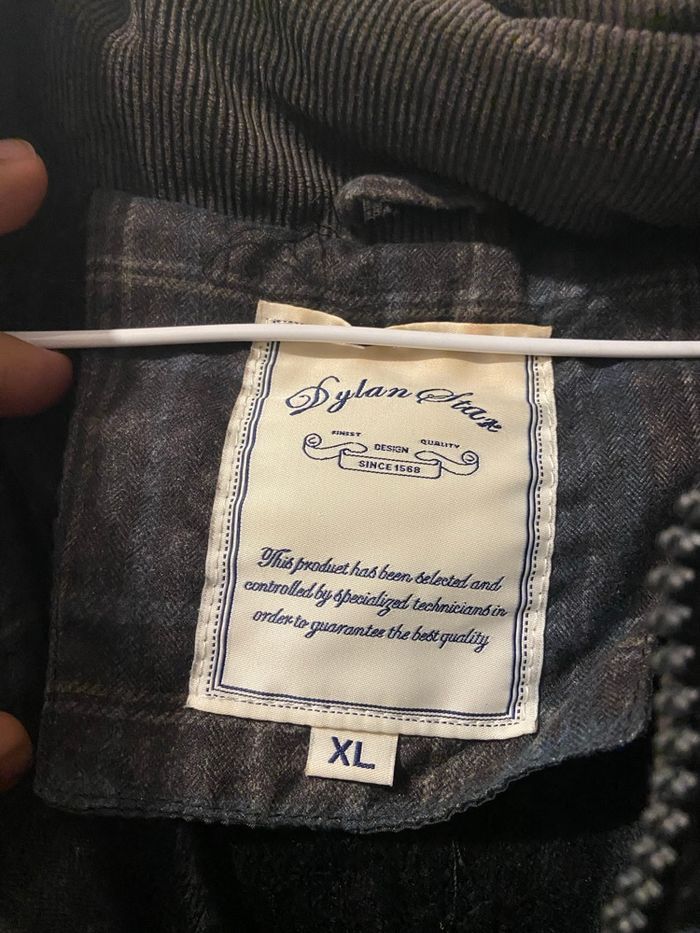 Dylan Star
FINEST DESIGN QUALITY
SINCE 1568
This product has been selected and
controlled by specialized technicians in
order to guarantee the best quality
XL